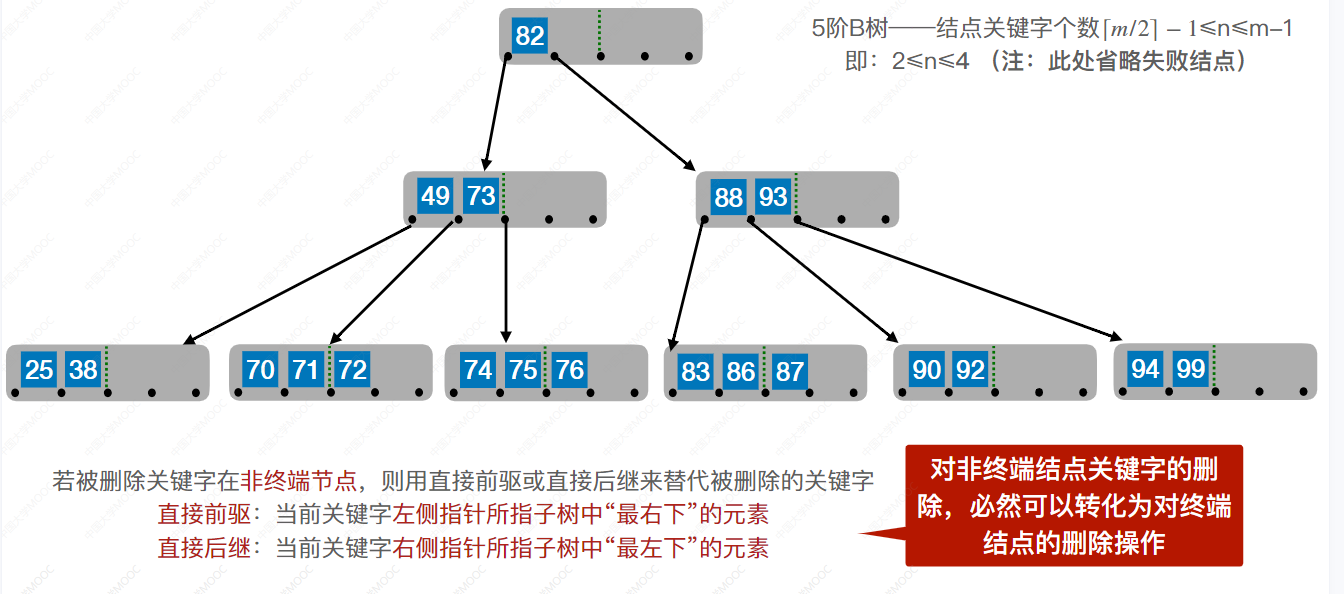 82
5阶B树——结点关键字个数⌈m/2⌉ − 1≤n≤m–1
即：2≤n≤4 （注：此处省略失败结点）
49 73
88 93
25 38
70 71 72
74 75 76
83 86 87
90 92
94 99
若被删除关键字在非终端节点，则用直接前驱或直接后继来替代被删除的关键字
直接前驱：当前关键字左侧指针所指子树中“最右下”的元素
直接后继：当前关键字右侧指针所指子树中“最左下”的元素
对非终端结点关键字的删
除，必然可以转化为对终端
结点的删除操作
中国大学MOOC